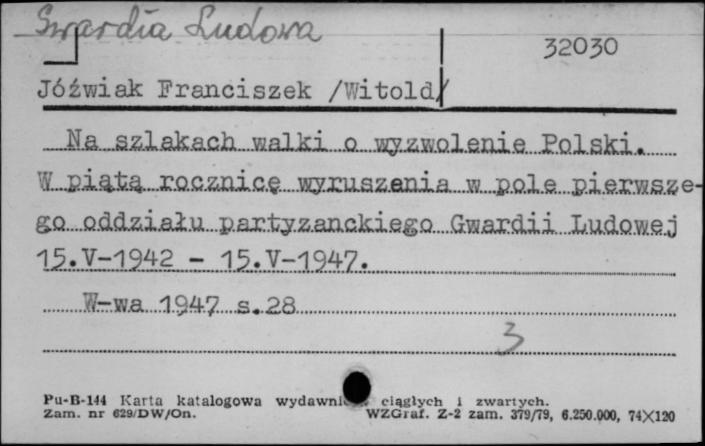 Gwardia Ludowa
32030
Jóźwiak Franciszek /Witold/
Na szlakach walki o wyzwolenie Polski.
W piątą rocznicę wyruszenia w pole pierwsze-
go oddziału partyzanckiego Gwardii Ludowej
15.V-1942 - 15.V-1947.
W-wa 1947 s.28
3
Pu-B-144 Karta katalogowa wydawni ciągłych i zwartych.
Zam. nr 629/DW/On. WZGraf. Z-2 zam. 379/79, 6.250.000, 74X120